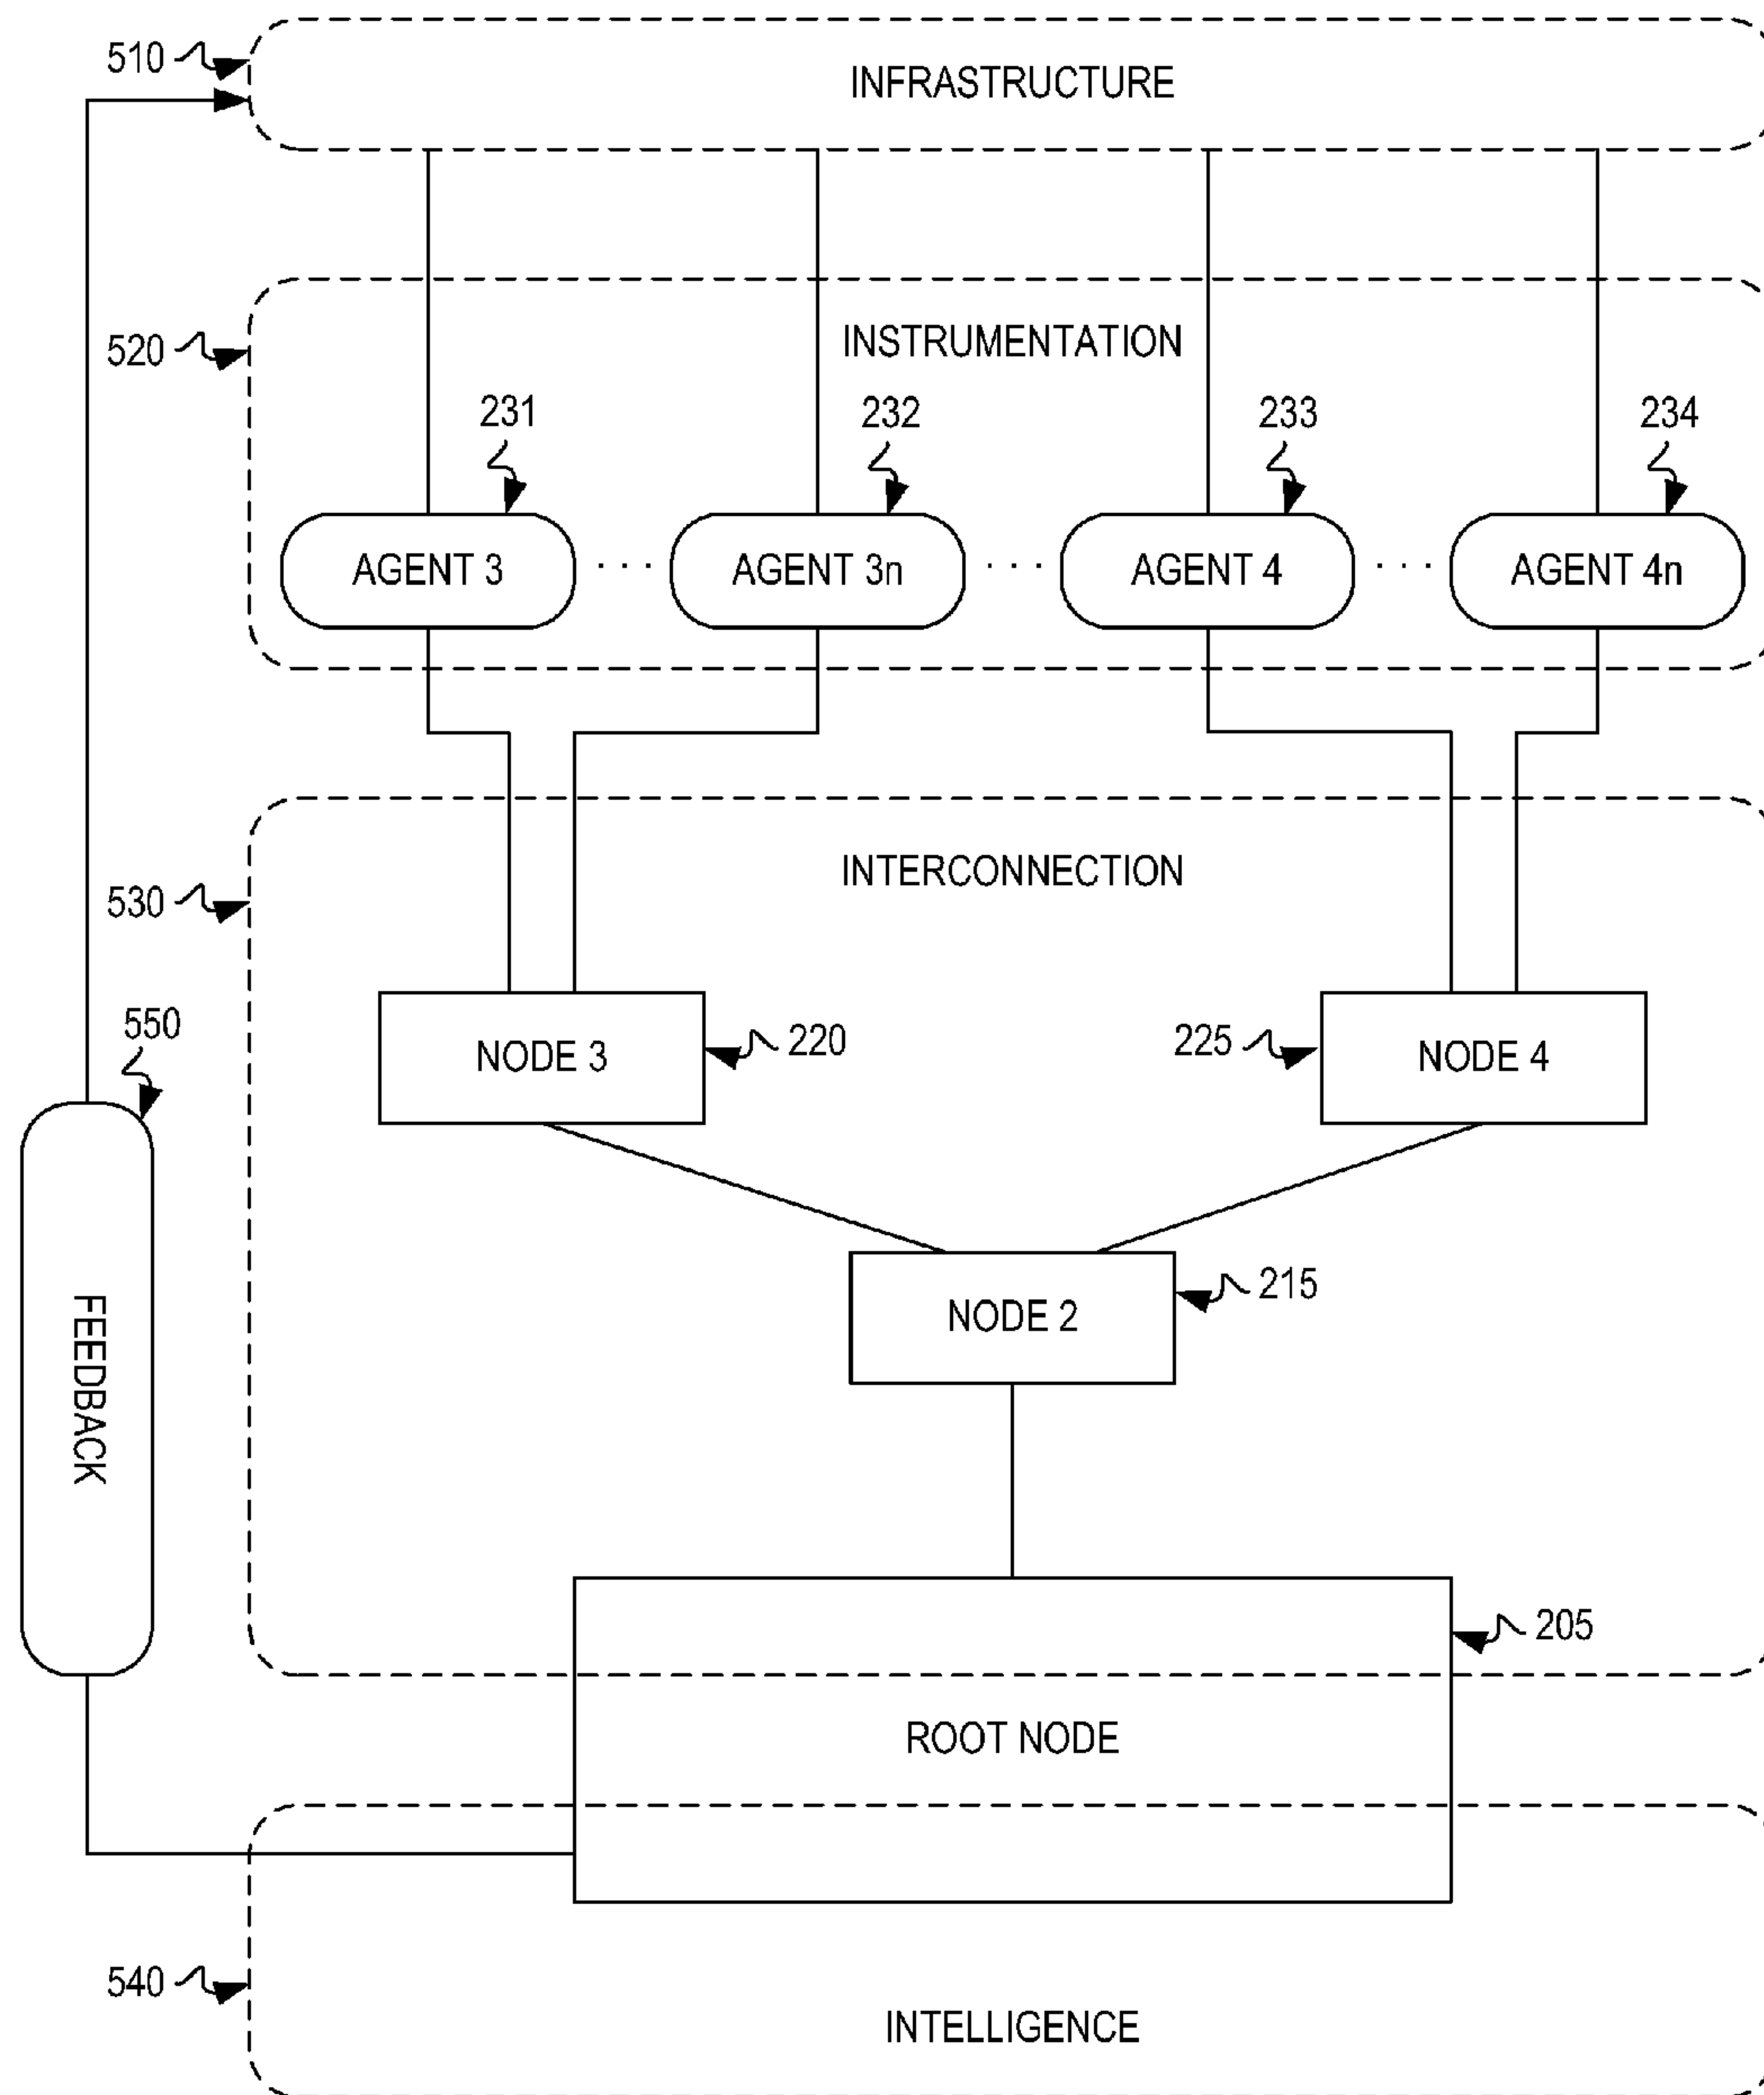 510
INFRASTRUCTURE
520
INSTRUMENTATION
231 232 233 234
AGENT 3 . . . AGENT 3n . . . AGENT 4 . . . AGENT 4n
INTERCONNECTION
530
550
NODE 3 220 225 NODE 4
NODE 2 215
FEEDBACK
205
ROOT NODE
540
INTELLIGENCE